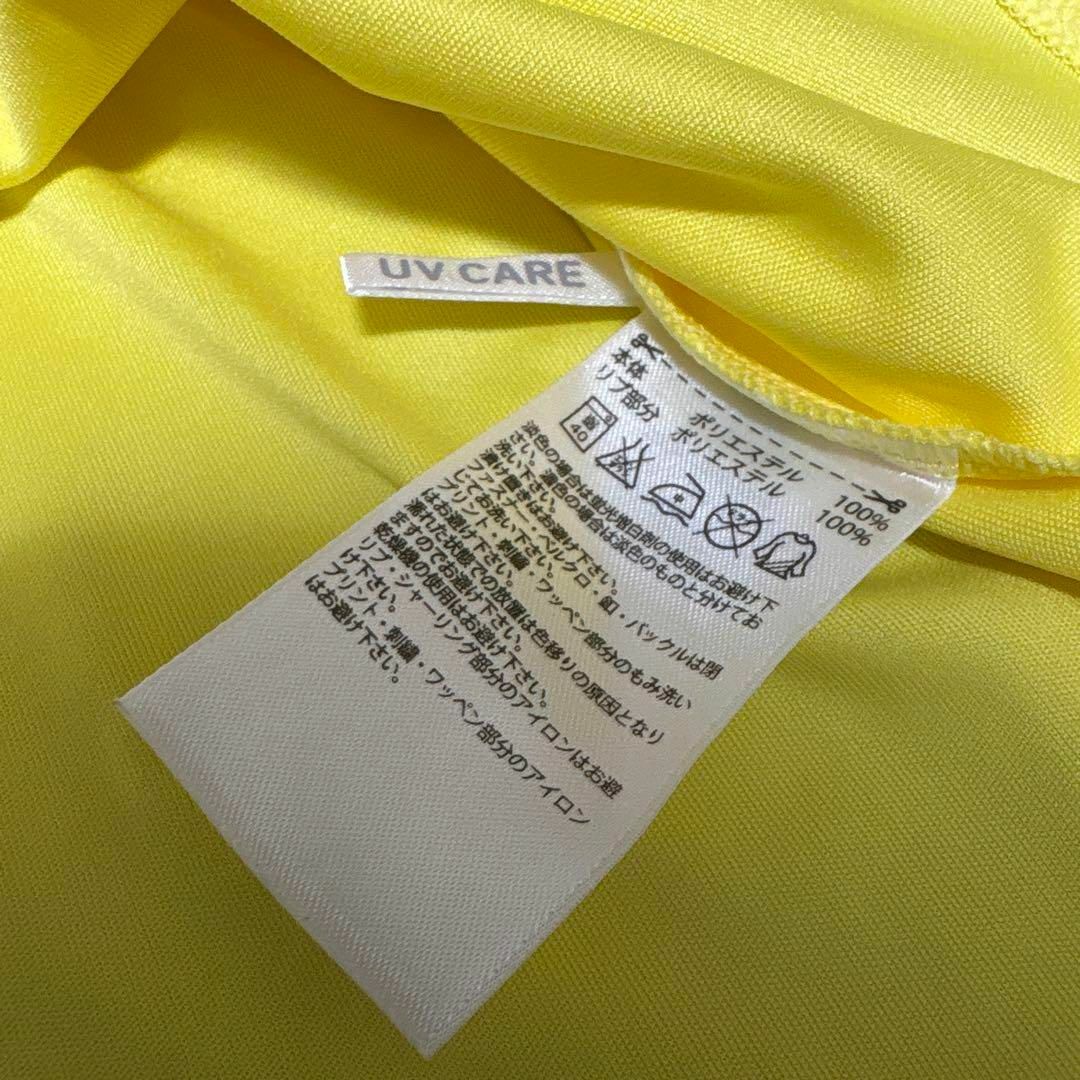 UV CARE
本体 ポリエステル 100%
リブ部分 ポリエステル 100%
40
淡色の場合は蛍光増白剤の使用はお避け下
さい。濃色の場合は淡色のものと分けてお
洗い下さい。
漬け置きはお避け下さい。
ファスナー・ベルクロ・釦・バックルは閉
じてお洗い下さい。
プリント・刺繍・ワッペン部分のもみ洗い
はお避け下さい。
濡れた状態での放置は色移りの原因となり
ますのでお避け下さい。
乾燥機の使用はお避け下さい。
リブ・シャーリング部分のアイロンはお避
け下さい。
プリント・刺繍・ワッペン部分のアイロン
はお避け下さい。